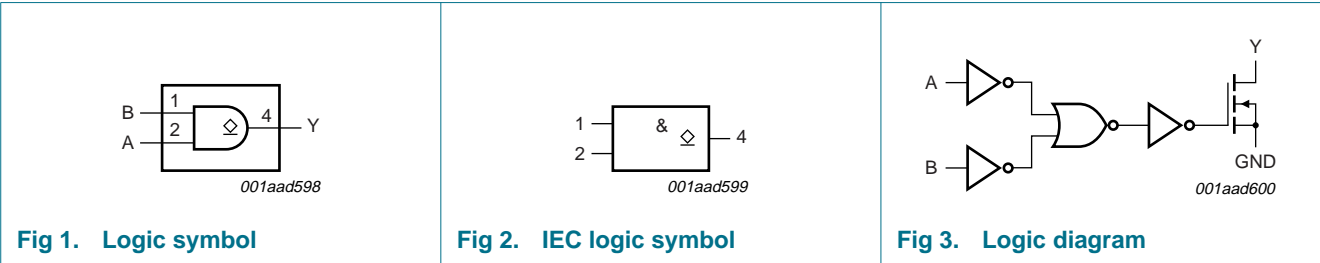 B
1
2
A
4
Y
001aad598
Fig 1. Logic symbol
1
2
&
4
001aad599
Fig 2. IEC logic symbol
A
B
Y
GND
001aad600
Fig 3. Logic diagram